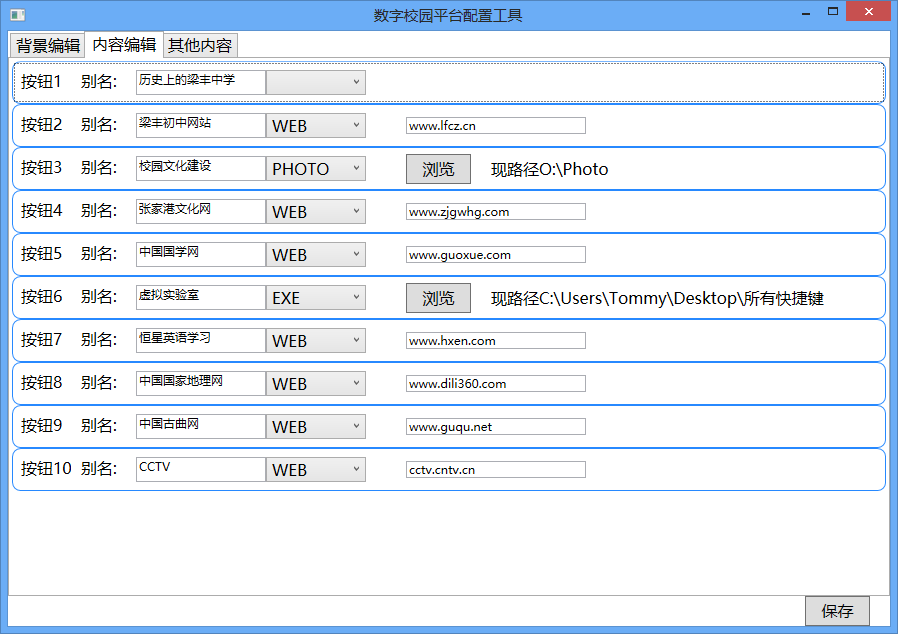 数字校园平台配置工具
背景编辑 内容编辑 其他内容
按钮1 别名: 历史上的梁丰中学
按钮2 别名: 梁丰初中网站 WEB www.lfcz.cn
按钮3 别名: 校园文化建设 PHOTO 浏览 现路径O:\Photo
按钮4 别名: 张家港文化网 WEB www.zjgwhg.com
按钮5 别名: 中国国学网 WEB www.guoxue.com
按钮6 别名: 虚拟实验室 EXE 浏览 现路径C:\Users\Tommy\Desktop\所有快捷键
按钮7 别名: 恒星英语学习 WEB www.hxen.com
按钮8 别名: 中国国家地理网 WEB www.dili360.com
按钮9 别名: 中国古曲网 WEB www.guqu.net
按钮10 别名: CCTV WEB cctv.cntv.cn
保存